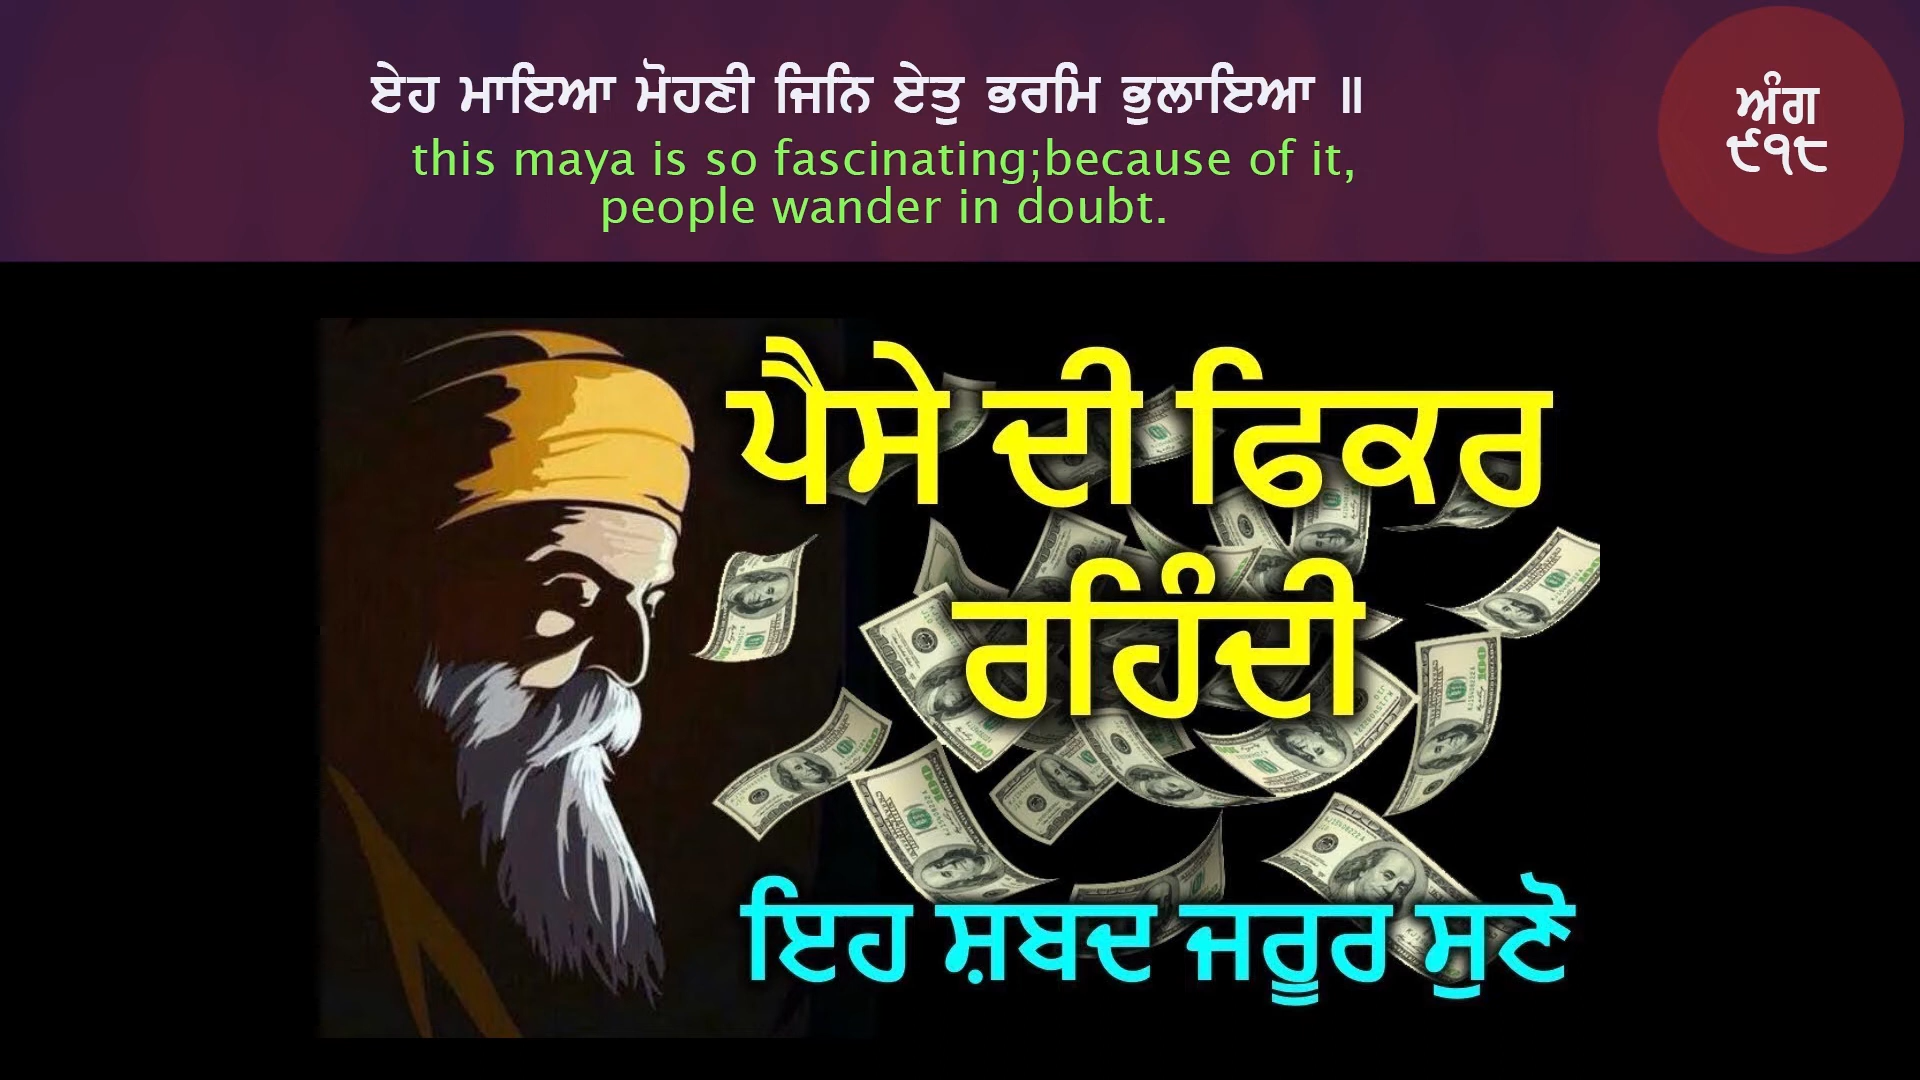 ਏਹ ਮਾਇਆ ਮੋਹਣੀ ਜਿਨਿ ਏਤੁ ਭਰਮਿ ਭੁਲਾਇਆ ॥
this maya is so fascinating;because of it,
people wander in doubt.
ਅੰਗ
੯੧੮
ਪੈਸੇ ਦੀ ਫਿਕਰ
ਰਹਿੰਦੀ
ਇਹ ਸ਼ਬਦ ਜਰੂਰ ਸੁਣੋ